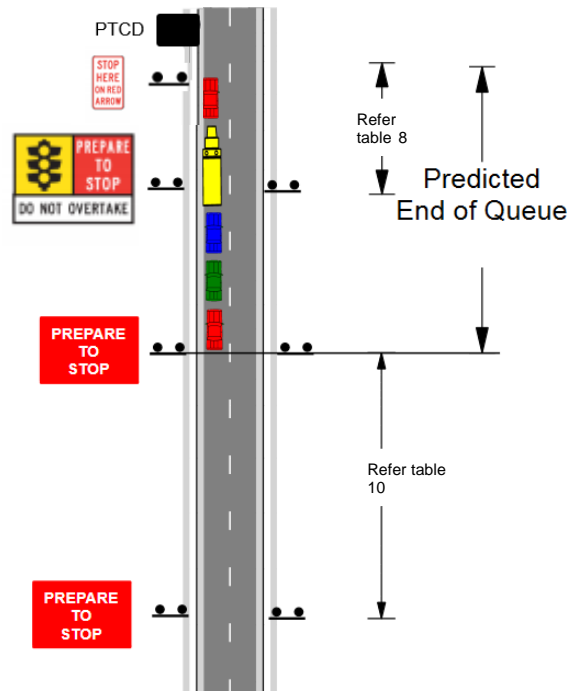 PTCD
STOP
HERE
ON RED
ARROW
Refer
table 8
PREPARE
TO
STOP
DO NOT OVERTAKE
Predicted
End of Queue
PREPARE
TO
STOP
Refer table
10
PREPARE
TO
STOP